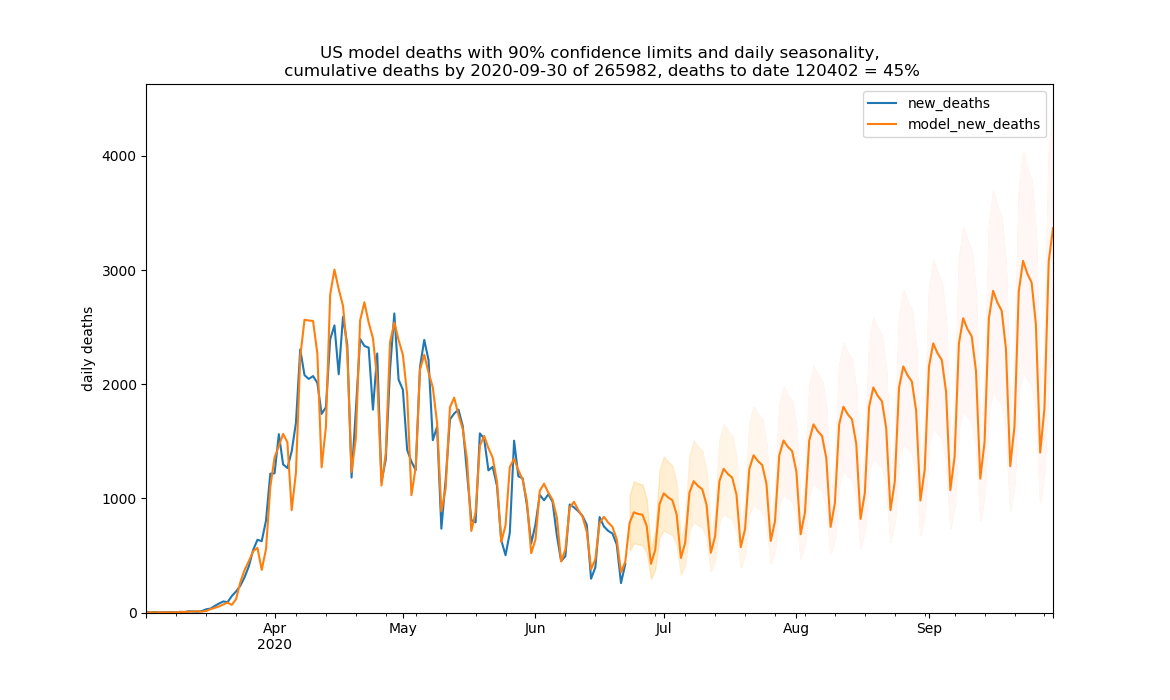 US model deaths with 90% confidence limits and daily seasonality,
cumulative deaths by 2020-09-30 of 265982, deaths to date 120402 = 45%
new_deaths
model_new_deaths
daily deaths
4000
3000
2000
1000
0
Apr
2020
May
Jun
Jul
Aug
Sep